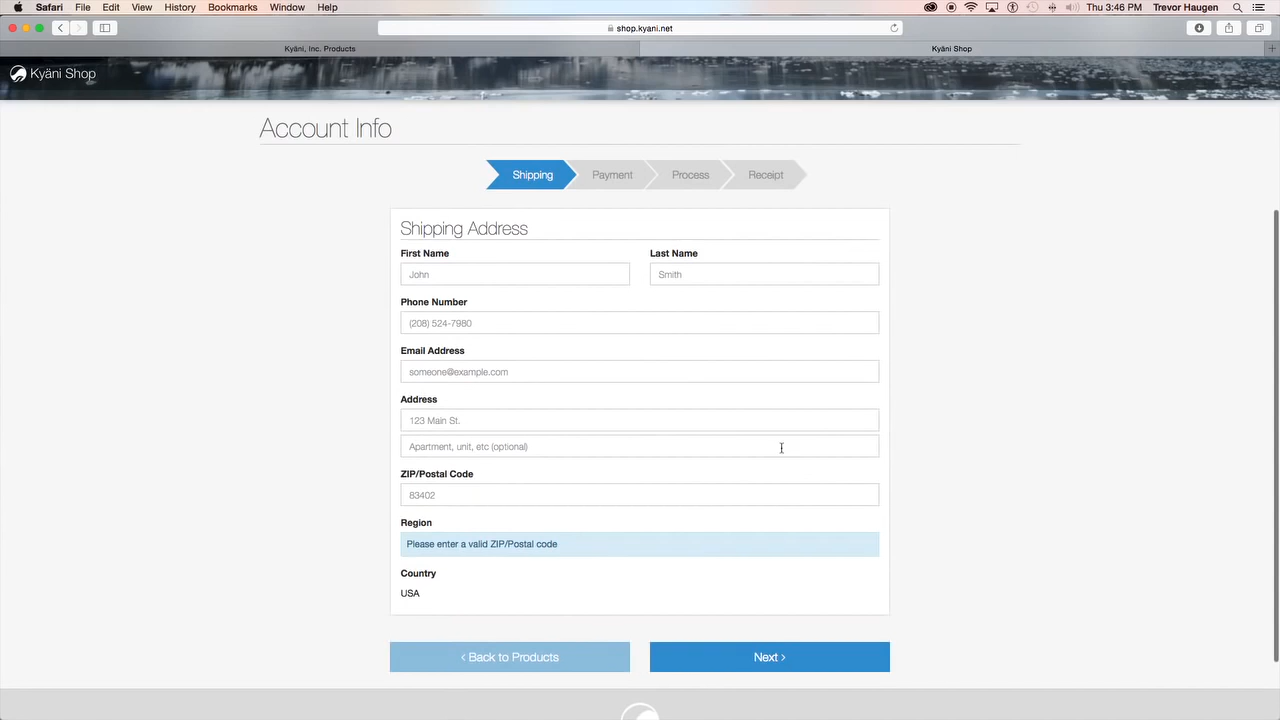 Safari File Edit View History Bookmarks Window Help Thu 3:46 PM Trevor Haugen
shop.kyani.net
Kyäni, Inc. Products Kyäni Shop
Kyäni Shop
Account Info
Shipping Payment Process Receipt
Shipping Address
First Name Last Name
John Smith
Phone Number
(208) 524-7980
Email Address
someone@example.com
Address
123 Main St.
Apartment, unit, etc (optional)
ZIP/Postal Code
83402
Region
Please enter a valid ZIP/Postal code
Country
USA
< Back to Products Next >